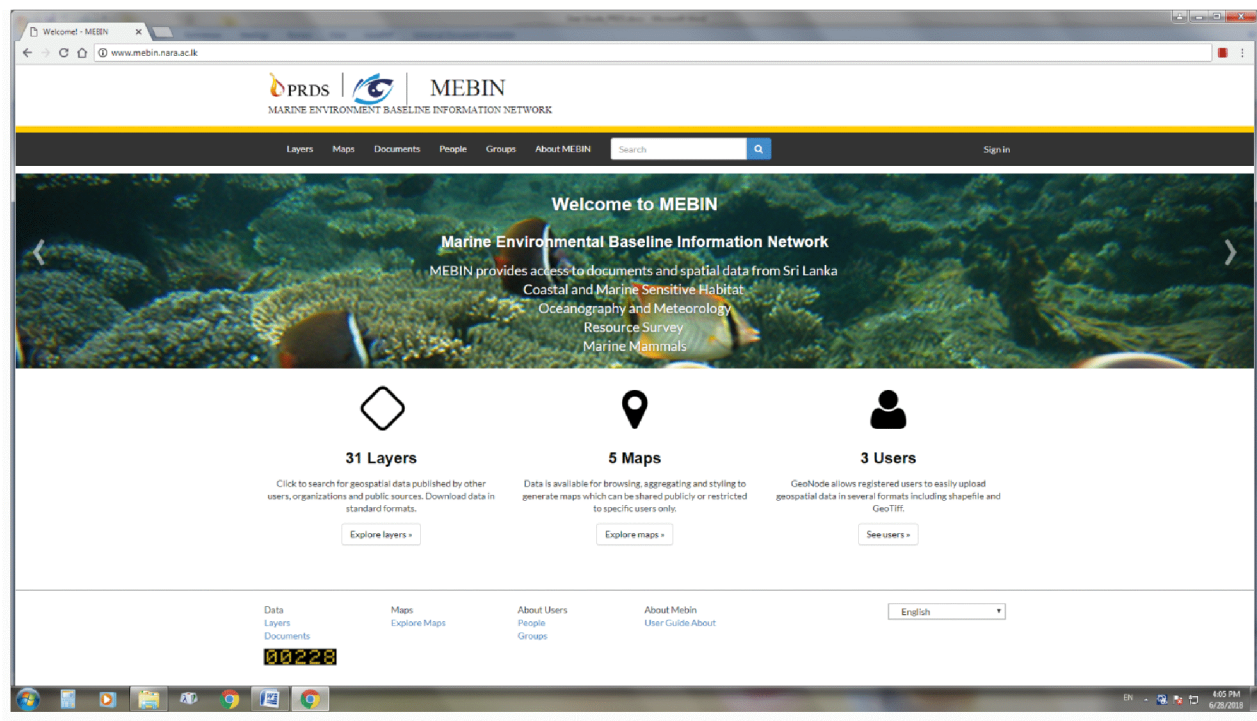 Welcome! - MEBIN
www.mebin.nara.ac.lk
PRDS MEBIN
MARINE ENVIRONMENT BASELINE INFORMATION NETWORK
Layers Maps Documents People Groups About MEBIN Search Sign in
Welcome to MEBIN
Marine Environmental Baseline Information Network
MEBIN provides access to documents and spatial data from Sri Lanka
Coastal and Marine Sensitive Habitat
Oceanography and Meteorology
Resource Survey
Marine Mammals
31 Layers
Click to search for geospatial data published by other
users, organizations and public sources. Download data in
standard formats.
Explore layers »
5 Maps
Data is available for browsing, aggregating and styling to
generate maps which can be shared publicly or restricted
to specific users only.
Explore maps »
3 Users
GeoNode allows registered users to easily upload
geospatial data in several formats including shapefile and
GeoTiff.
See users »
Data
Layers
Documents
00228
Maps
Explore Maps
About Users
People
Groups
About Mebin
User Guide About
English
EN
4:05 PM
6/28/2018